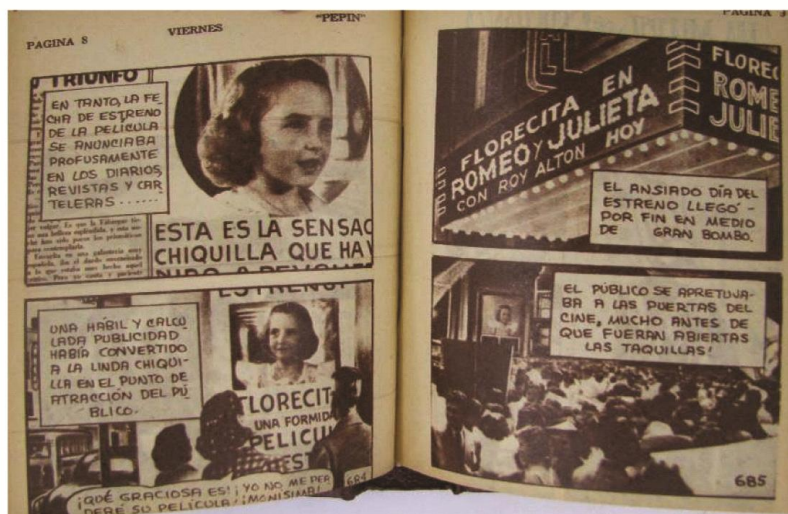 PAGINA 8
VIERNES
"PEPIN"
TRIUNFO
EN TANTO, LA FE
CHA DE ESTRENO
DE LA PELICULA
SE ANUNCIABA
PROFUSAMENTE
EN LOS DIARIOS,
REVISTAS Y CAR
TELERAS......
ESTA ES LA SENSAC
CHIQUILLA QUE HA
ESTRENO
UNA HÁBIL Y CALCU
LADA PUBLICIDAD
HABÍA CONVERTIDO
A LA LINDA CHIQUI-
LLA EN EL PUNTO DE
ATRACCIÓN DEL PÚ
BLICO.
FLORECIT
UNA FORMIDA
PELICU
EST
¡QUÉ GRACIOSA ES! ¡YO NO ME PER
DERÉ SU PELÍCULA! ¡MONÍSIMA!
684
PAGINA
FLOREC
ROME
JULIE
FLORECITA EN
ROMEO Y JULIETA
CON ROY ALTON HOY
EL ANSIADO DÍA DEL
ESTRENO LLEGÓ -
POR FIN EN MEDIO
DE GRAN BOMBO.
EL PÚBLICO SE APRETUJA-
BA A LAS PUERTAS DEL
CINE, MUCHO ANTES DE
QUE FUERAN ABIERTAS
LAS TAQUILLAS!
685